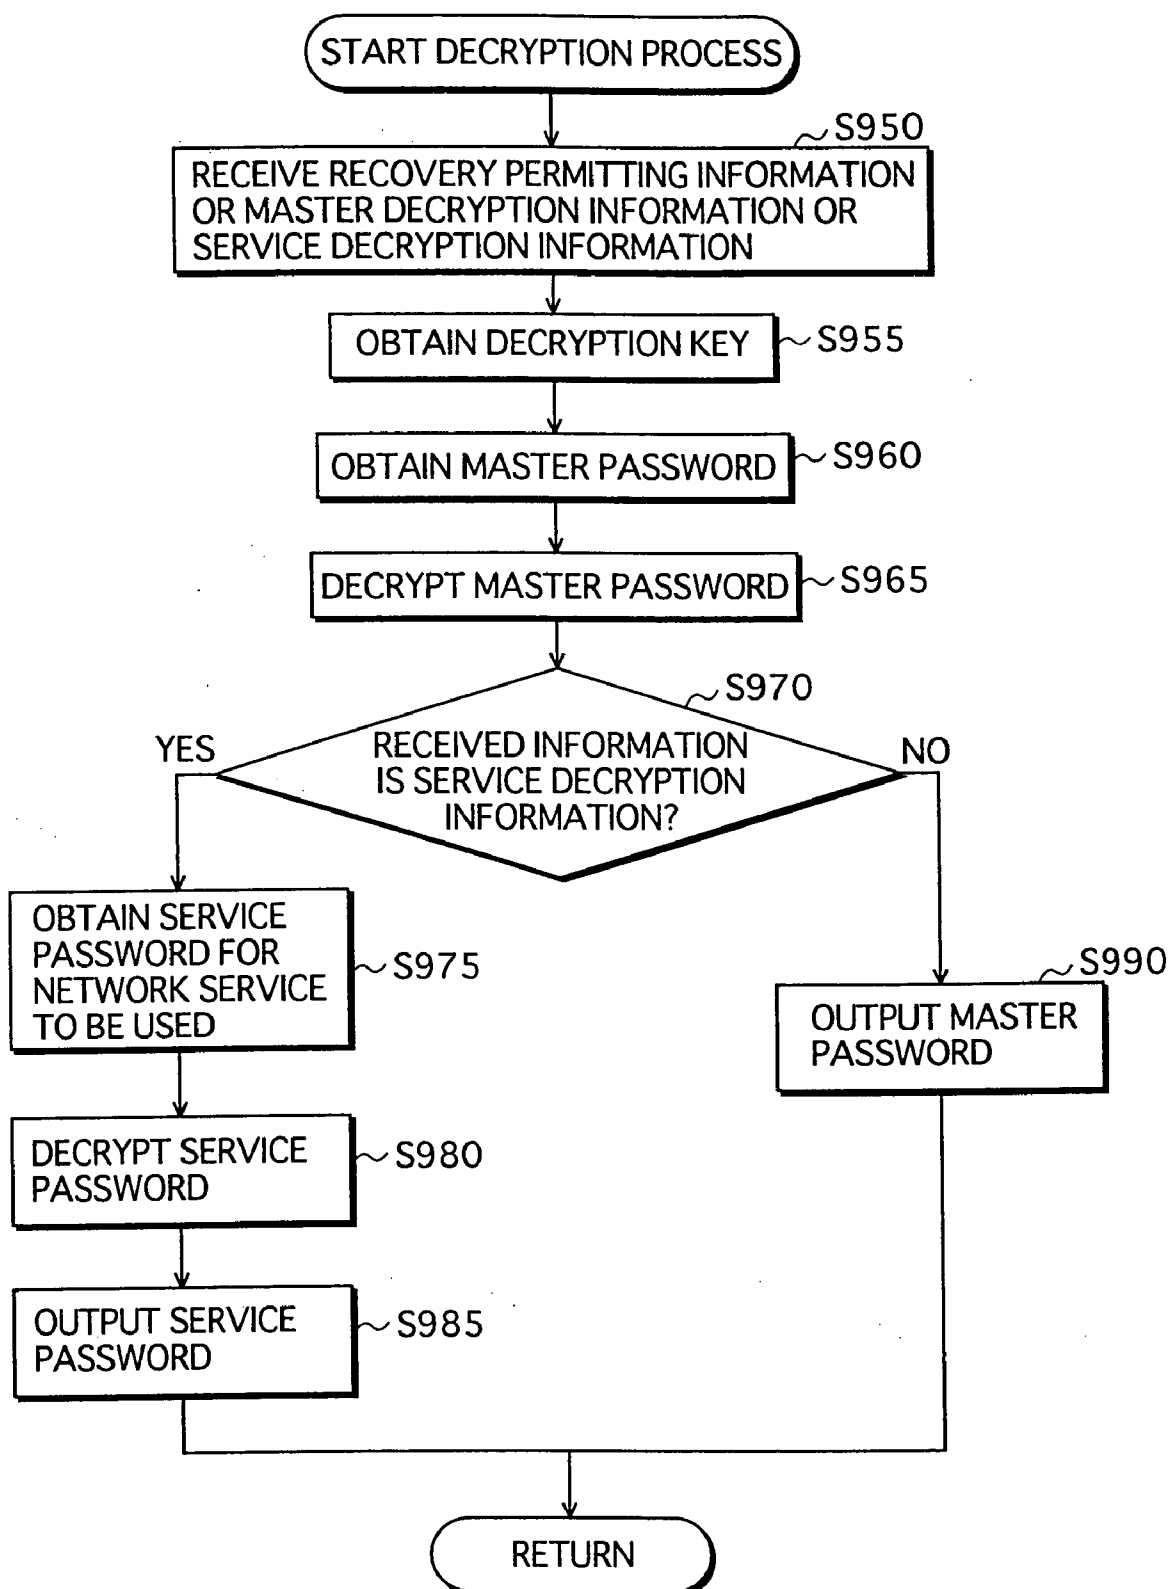 START DECRYPTION PROCESS
S950
RECEIVE RECOVERY PERMITTING INFORMATION
OR MASTER DECRYPTION INFORMATION OR
SERVICE DECRYPTION INFORMATION
OBTAIN DECRYPTION KEY
S955
OBTAIN MASTER PASSWORD
S960
DECRYPT MASTER PASSWORD
S965
S970
RECEIVED INFORMATION
IS SERVICE DECRYPTION
INFORMATION?
YES
NO
OBTAIN SERVICE
PASSWORD FOR
NETWORK SERVICE
TO BE USED
S975
S990
OUTPUT MASTER
PASSWORD
DECRYPT SERVICE
PASSWORD
S980
OUTPUT SERVICE
PASSWORD
S985
RETURN